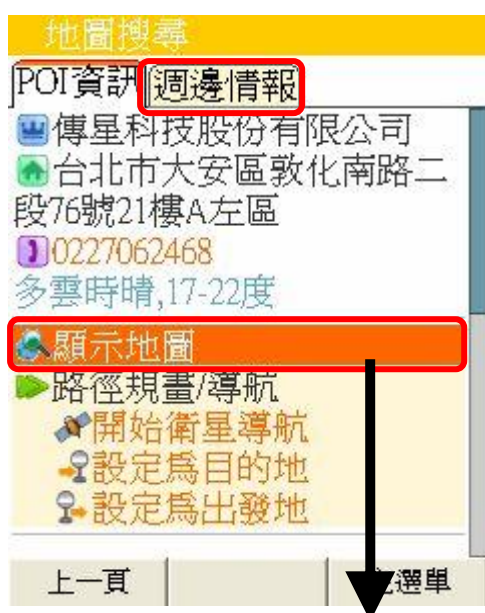 地圖搜尋
POI資訊 週邊情報
傳星科技股份有限公司
台北市大安區敦化南路二
段76號21樓A左區
0227062468
多雲時晴,17-22度
顯示地圖
路徑規畫/導航
開始衛星導航
設定為目的地
設定為出發地
上一頁 選單